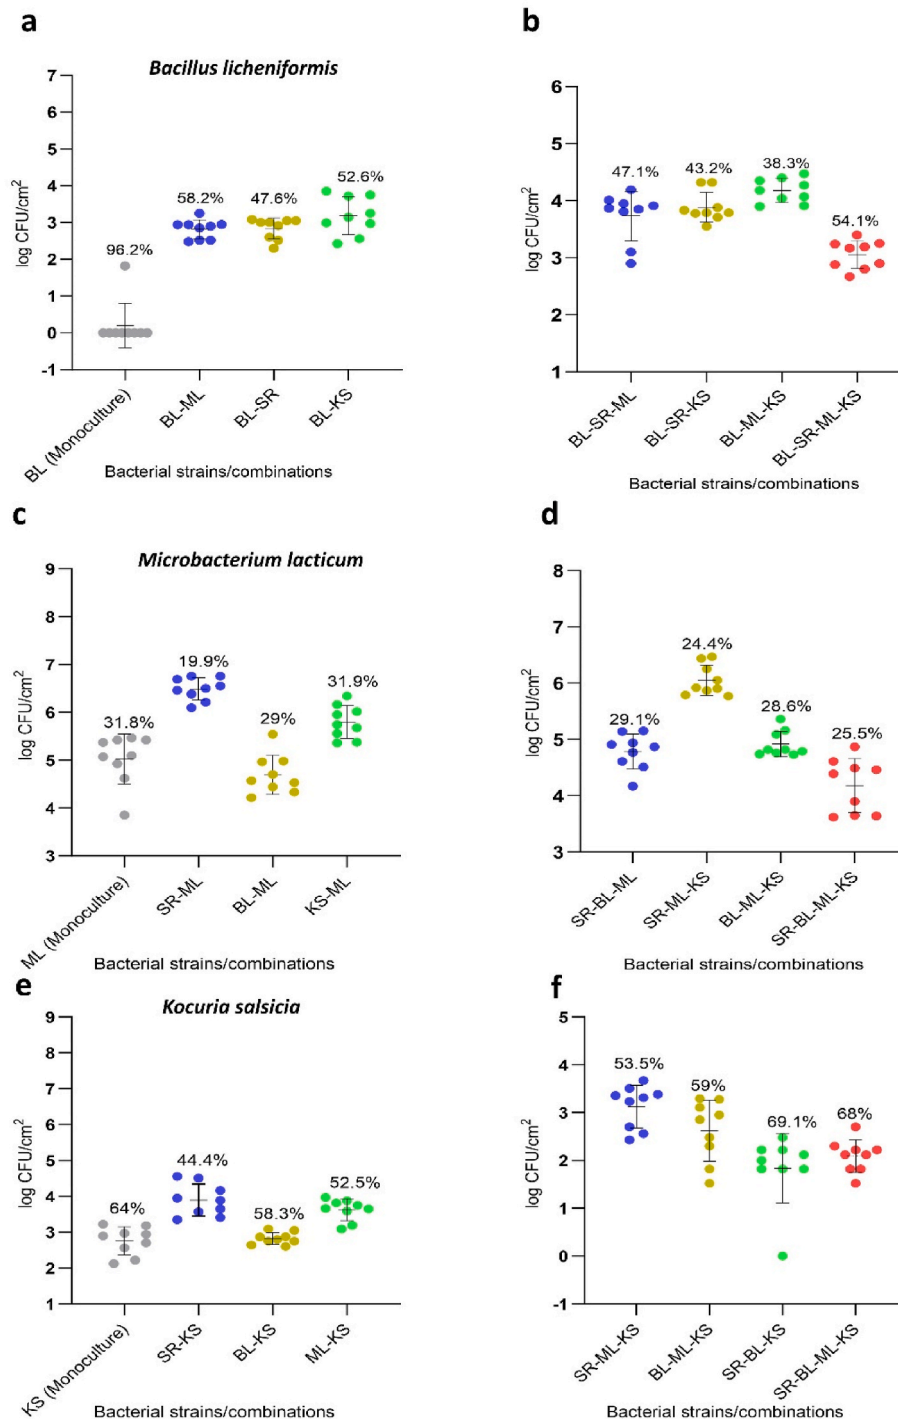 a
Bacillus licheniformis
7
6
5
4
3
2
1
0
-1
log CFU/cm2
96.2%
58.2%
47.6%
52.6%
BL (Monoculture)
BL-ML
BL-SR
BL-KS
Bacterial strains/combinations
b
6
5
4
3
2
1
log CFU/cm2
47.1%
43.2%
38.3%
54.1%
BL-SR-ML
BL-SR-KS
BL-ML-KS
BL-SR-ML-KS
Bacterial strains/combinations
c
Microbacterium lacticum
9
8
7
6
5
4
3
log CFU/cm2
31.8%
19.9%
29%
31.9%
ML (Monoculture)
SR-ML
BL-ML
KS-ML
Bacterial strains/combinations
d
8
7
6
5
4
3
log CFU/cm2
29.1%
24.4%
28.6%
25.5%
SR-BL-ML
SR-ML-KS
BL-ML-KS
SR-BL-ML-KS
Bacterial strains/combinations
e
Kocuria salsicia
9
8
7
6
5
4
3
2
1
log CFU/cm2
64%
44.4%
58.3%
52.5%
KS (Monoculture)
SR-KS
BL-KS
ML-KS
Bacterial strains/combinations
f
5
4
3
2
1
0
-1
log CFU/cm2
53.5%
59%
69.1%
68%
SR-ML-KS
BL-ML-KS
SR-BL-KS
SR-BL-ML-KS
Bacterial strains/combinations